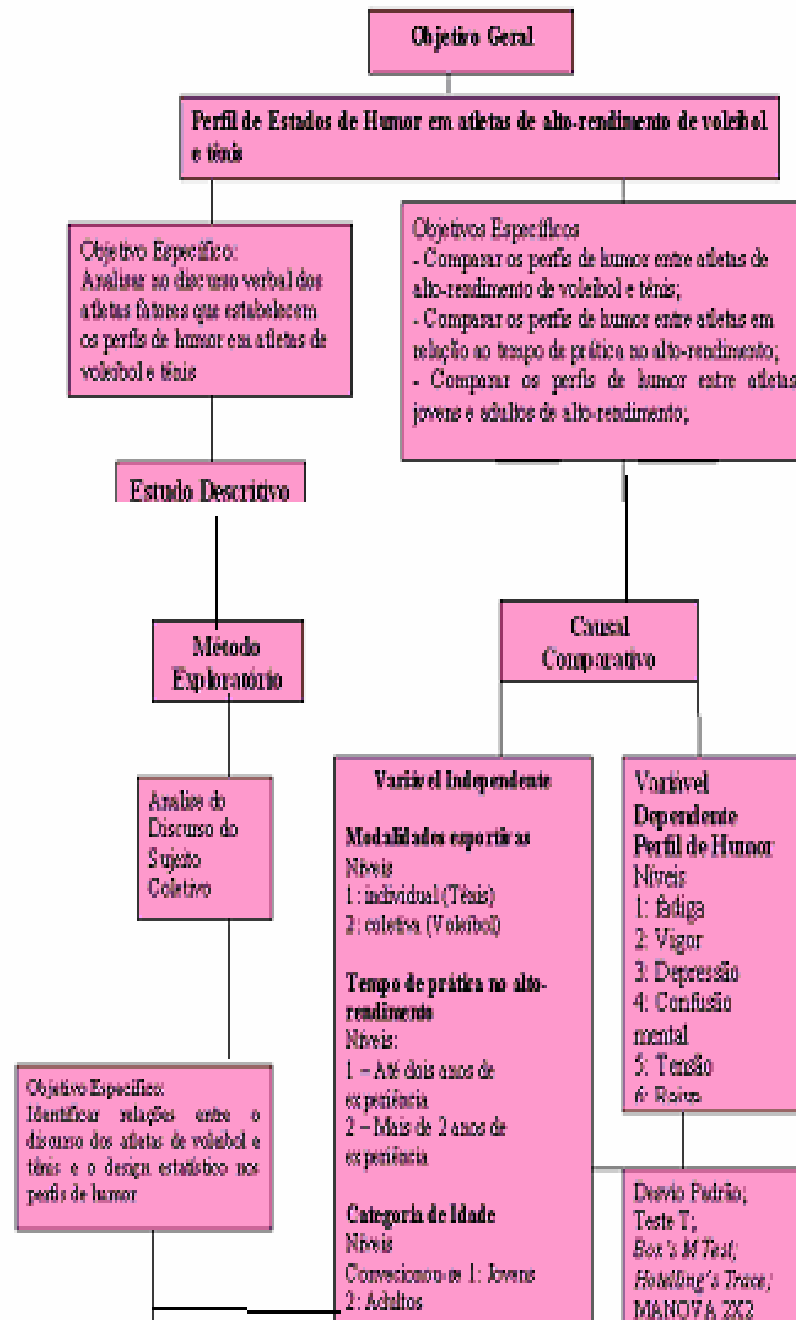 Objetivo Geral
Perfil de Estados de Humor em atletas de alto-rendimento de voleibol
e tênis
Objetivo Específico:
Analisar no discurso verbal dos
atletas fatores que estabelecem
os perfis de humor em atletas de
voleibol e tênis
Objetivos Específicos
- Comparar os perfis de humor entre atletas de
alto-rendimento de voleibol e tênis;
- Comparar os perfis de humor entre atletas em
relação ao tempo de prática no alto-rendimento;
- Comparar os perfis de humor entre atletas
jovens e adultos de alto-rendimento;
Estudo Descritivo
Método
Exploratório
Causal
Comparativo
Analise do
Discurso do
Sujeito
Coletivo
Variável Independente
Modalidades esportivas
Níveis
1: individual (Tênis)
2: coletiva (Voleibol)
Tempo de prática no alto-
rendimento
Níveis:
1 – Até dois anos de
experiência
2 – Mais de 2 anos de
experiência
Categoria de Idade
Níveis
Convecionou-se 1: Jovens
2: Adultos
Variável
Dependente
Perfil de Humor
Níveis
1: fadiga
2: Vigor
3: Depressão
4: Confusão
mental
5: Tensão
6: Raiva
Objetivo Específico:
Identificar relações entre o
discurso dos atletas de voleibol e
tênis e o design estatístico nos
perfis de humor
Desvio Padrão;
Teste T;
Box's M Test;
Hotelling's Trace;
MANOVA 2X2